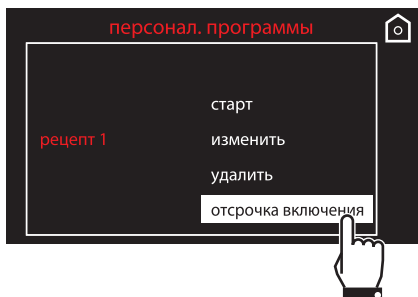 персонал. программы
старт
рецепт 1 изменить
удалить
отсрочка включения